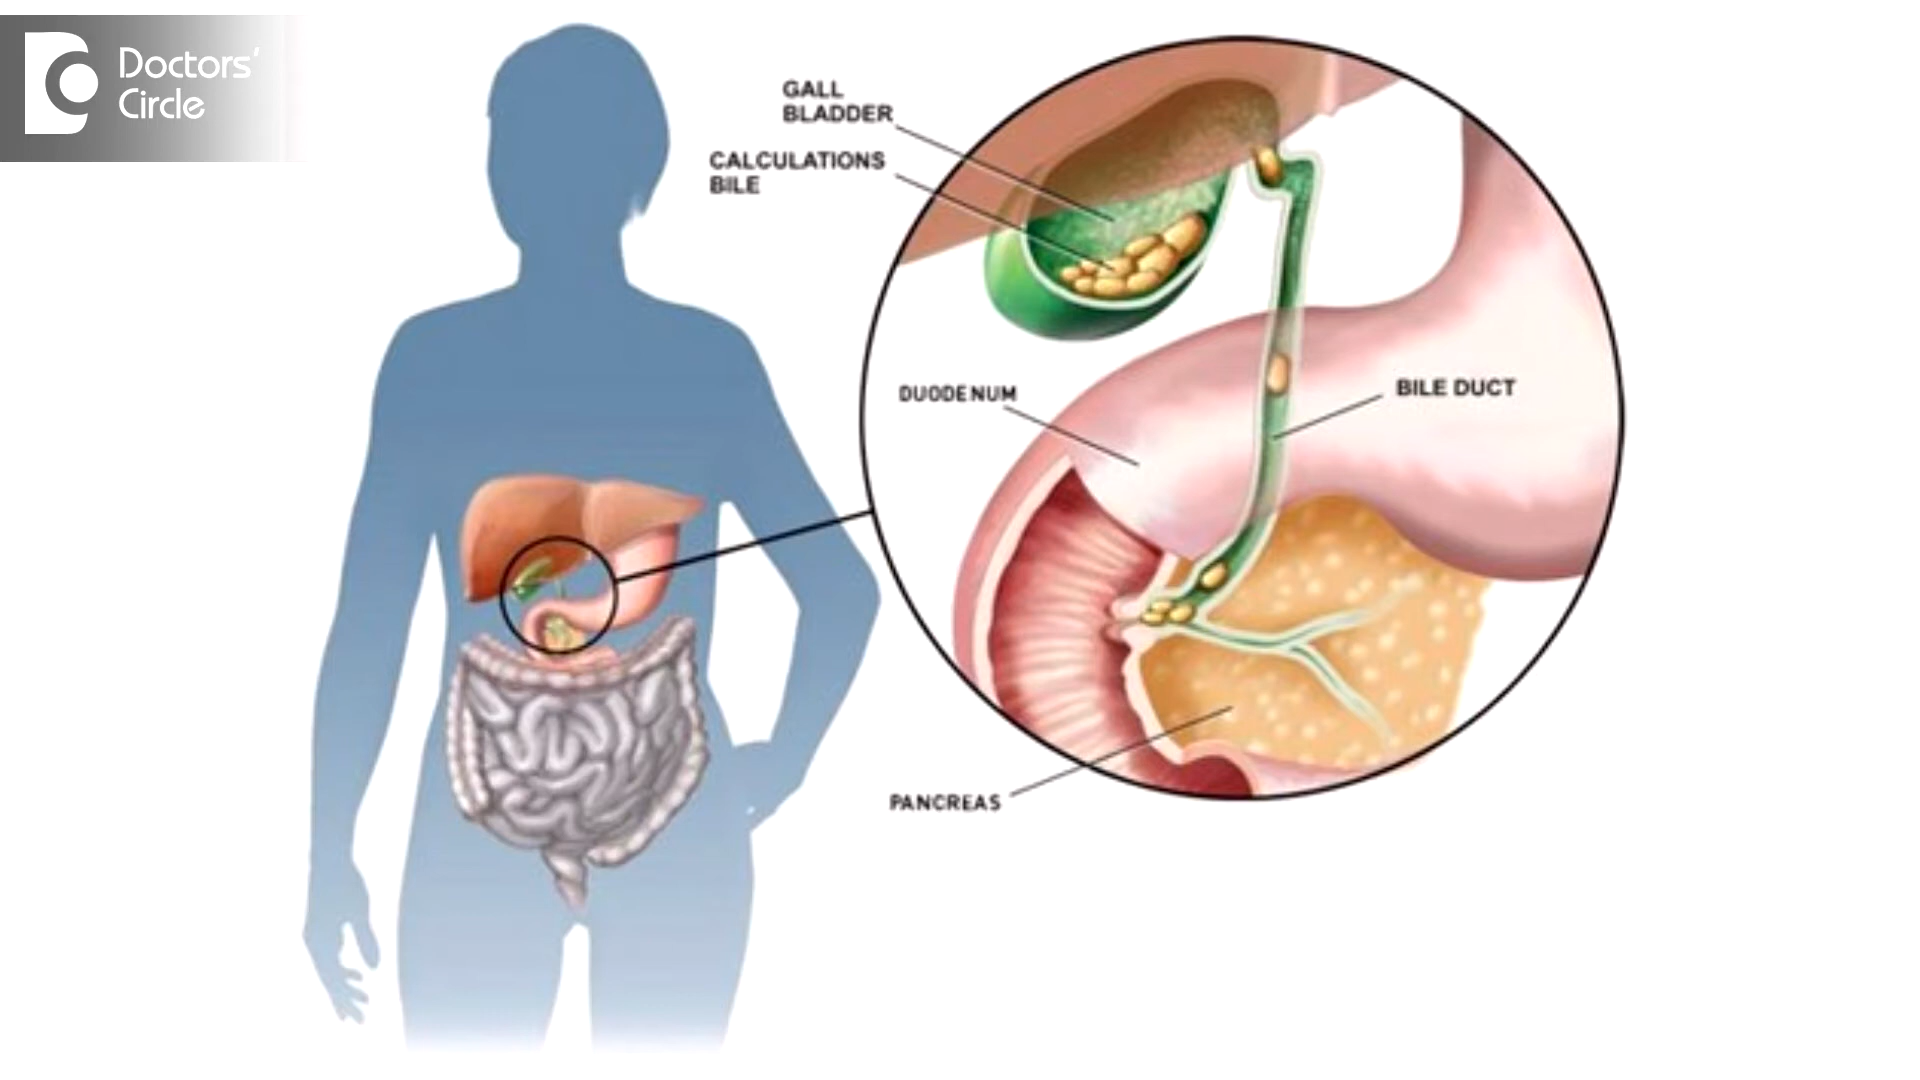 Doctors'
Circle
GALL
BLADDER
CALCULATIONS
BILE
DUODENUM
BILE DUCT
PANCREAS